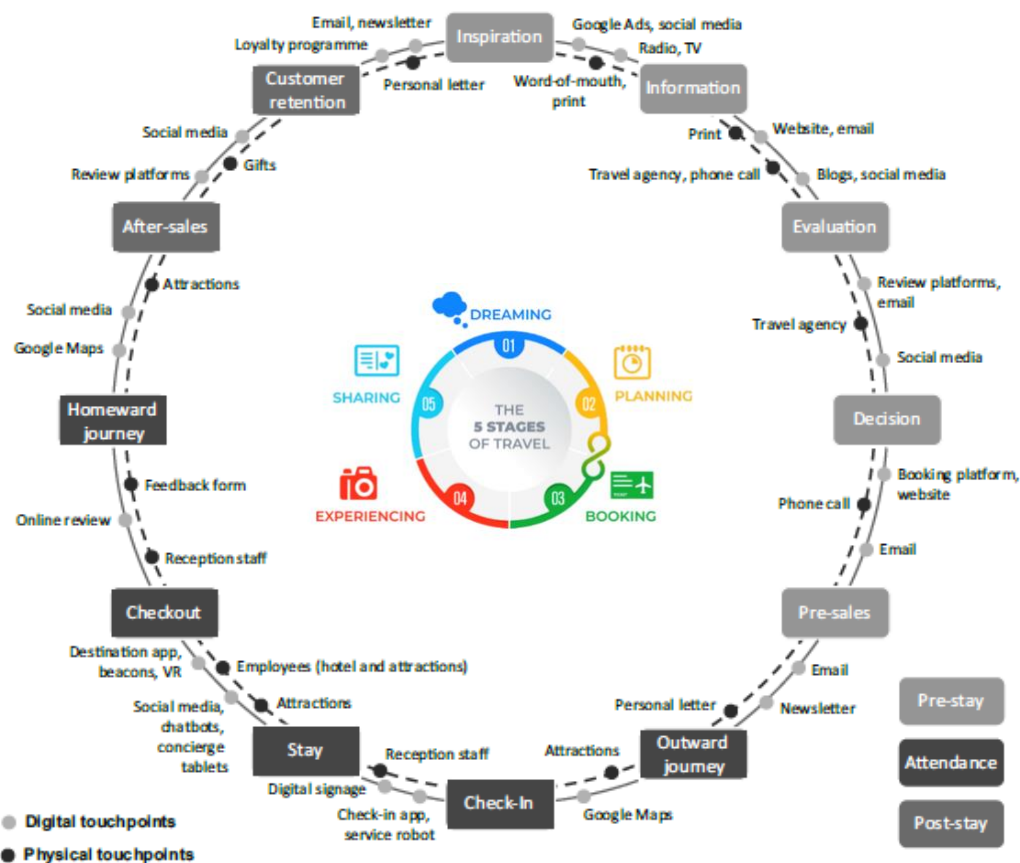 Inspiration
Email, newsletter
Google Ads, social media
Loyalty programme
Radio, TV
Personal letter
Word-of-mouth,
print
Customer
retention
Information
Social media
Print
Website, email
Gifts
Review platforms
Travel agency, phone call
Blogs, social media
After-sales
Evaluation
Attractions
Review platforms,
email
Social media
Travel agency
Google Maps
Social media
Homeward
journey
Decision
DREAMING
01
SHARING
05
PLANNING
02
THE
5 STAGES
OF TRAVEL
EXPERIENCING
04
BOOKING
03
Feedback form
Booking platform,
website
Phone call
Online review
Email
Reception staff
Checkout
Pre-sales
Destination app,
beacons, VR
Employees (hotel and attractions)
Email
Social media,
chatbots,
concierge
tablets
Attractions
Personal letter
Newsletter
Stay
Outward
journey
Reception staff
Attractions
Digital signage
Check-In
Check-in app,
service robot
Google Maps
Pre-stay
Attendance
Post-stay
Digital touchpoints
Physical touchpoints